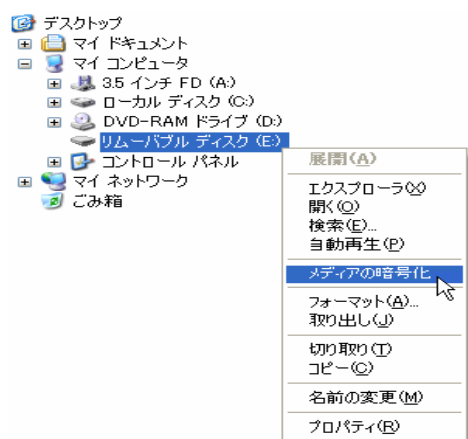 デスクトップ
マイ ドキュメント
マイ コンピュータ
3.5 インチ FD (A:)
ローカル ディスク (C:)
DVD-RAM ドライブ (D:)
リムーバブル ディスク (E:)
コントロール パネル
マイ ネットワーク
ごみ箱
展開(A)
エクスプローラ(X)
開く(O)
検索(E)...
自動再生(P)
メディアの暗号化
フォーマット(A)...
取り出し(J)
切り取り(T)
コピー(C)
名前の変更(M)
プロパティ(R)